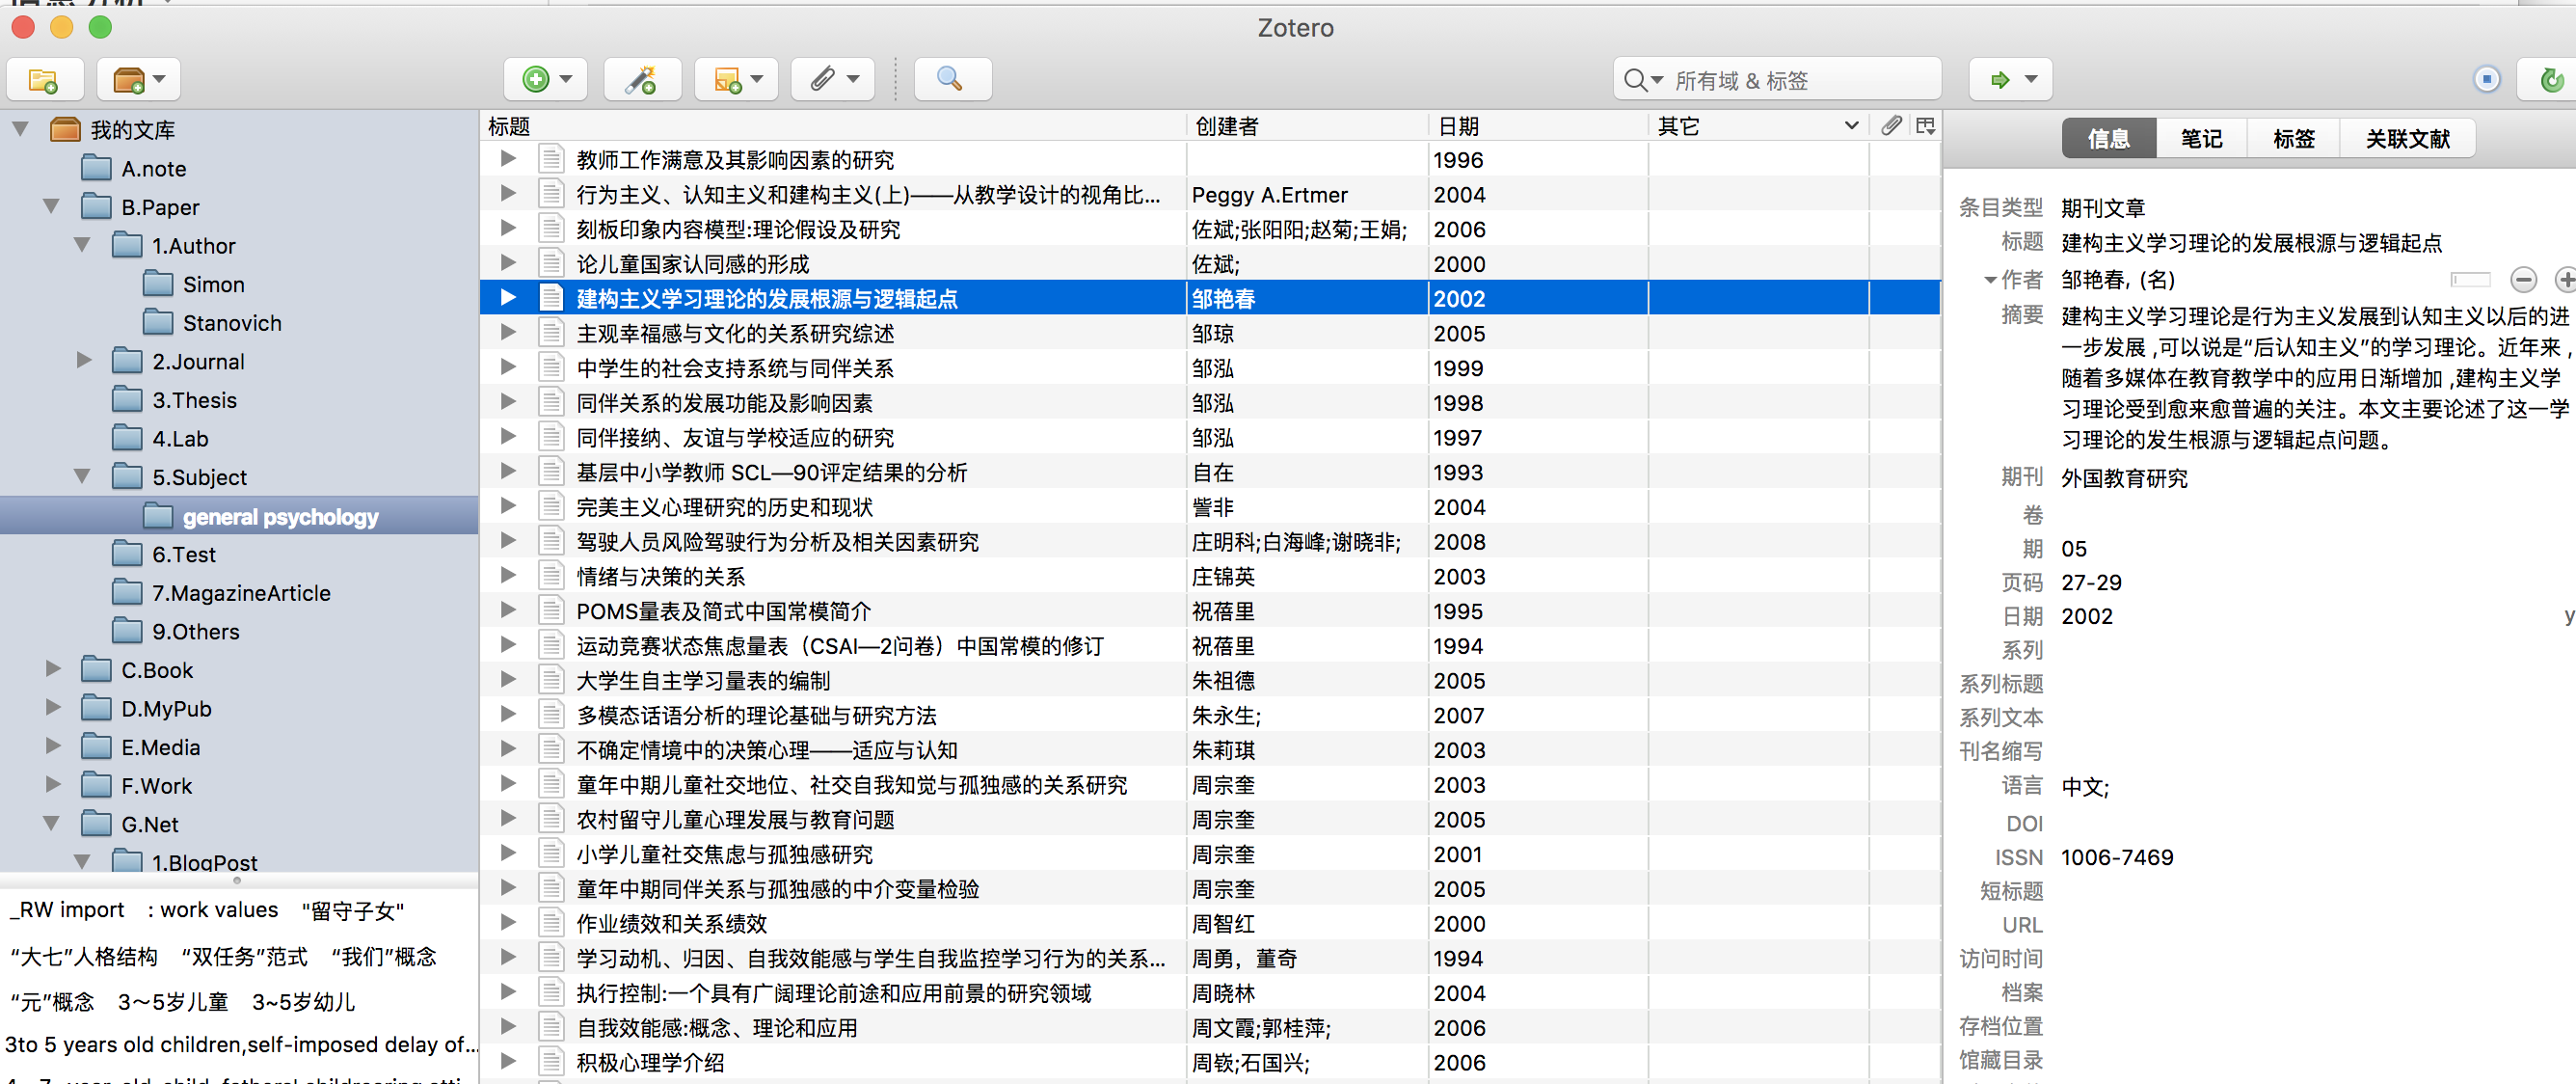 Zotero
所有域 & 标签
我的文库
A.note
B.Paper
1.Author
Simon
Stanovich
2.Journal
3.Thesis
4.Lab
5.Subject
general psychology
6.Test
7.MagazineArticle
9.Others
C.Book
D.MyPub
E.Media
F.Work
G.Net
1.BlogPost
_RW import : work values "留守子女"
“大七”人格结构 “双任务”范式 “我们”概念
“元”概念 3～5岁儿童 3~5岁幼儿
3to 5 years old children,self-imposed delay of...
标题 创建者 日期 其它
教师工作满意及其影响因素的研究 1996
行为主义、认知主义和建构主义(上)——从教学设计的视角比... Peggy A.Ertmer 2004
刻板印象内容模型:理论假设及研究 佐斌;张阳阳;赵菊;王娟; 2006
论儿童国家认同感的形成 佐斌; 2000
建构主义学习理论的发展根源与逻辑起点 邹艳春 2002
主观幸福感与文化的关系研究综述 邹琼 2005
中学生的社会支持系统与同伴关系 邹泓 1999
同伴关系的发展功能及影响因素 邹泓 1998
同伴接纳、友谊与学校适应的研究 邹泓 1997
基层中小学教师 SCL—90评定结果的分析 自在 1993
完美主义心理研究的历史和现状 訾非 2004
驾驶人员风险驾驶行为分析及相关因素研究 庄明科;白海峰;谢晓非; 2008
情绪与决策的关系 庄锦英 2003
POMS量表及简式中国常模简介 祝蓓里 1995
运动竞赛状态焦虑量表（CSAI—2问卷）中国常模的修订 祝蓓里 1994
大学生自主学习量表的编制 朱祖德 2005
多模态话语分析的理论基础与研究方法 朱永生; 2007
不确定情境中的决策心理——适应与认知 朱莉琪 2003
童年中期儿童社交地位、社交自我知觉与孤独感的关系研究 周宗奎 2003
农村留守儿童心理发展与教育问题 周宗奎 2005
小学儿童社交焦虑与孤独感研究 周宗奎 2001
童年中期同伴关系与孤独感的中介变量检验 周宗奎 2005
作业绩效和关系绩效 周智红 2000
学习动机、归因、自我效能感与学生自我监控学习行为的关系... 周勇，董奇 1994
执行控制:一个具有广阔理论前途和应用前景的研究领域 周晓林 2004
自我效能感:概念、理论和应用 周文霞;郭桂萍; 2006
积极心理学介绍 周嵚;石国兴; 2006
信息 笔记 标签 关联文献
条目类型 期刊文章
标题 建构主义学习理论的发展根源与逻辑起点
作者 邹艳春, (名)
摘要 建构主义学习理论是行为主义发展到认知主义以后的进
一步发展 ,可以说是“后认知主义”的学习理论。近年来 ,
随着多媒体在教育教学中的应用日渐增加 ,建构主义学
习理论受到愈来愈普遍的关注。本文主要论述了这一学
习理论的发生根源与逻辑起点问题。
期刊 外国教育研究
卷
期 05
页码 27-29
日期 2002 y
系列
系列标题
系列文本
刊名缩写
语言 中文;
DOI
ISSN 1006-7469
短标题
URL
访问时间
档案
存档位置
馆藏目录